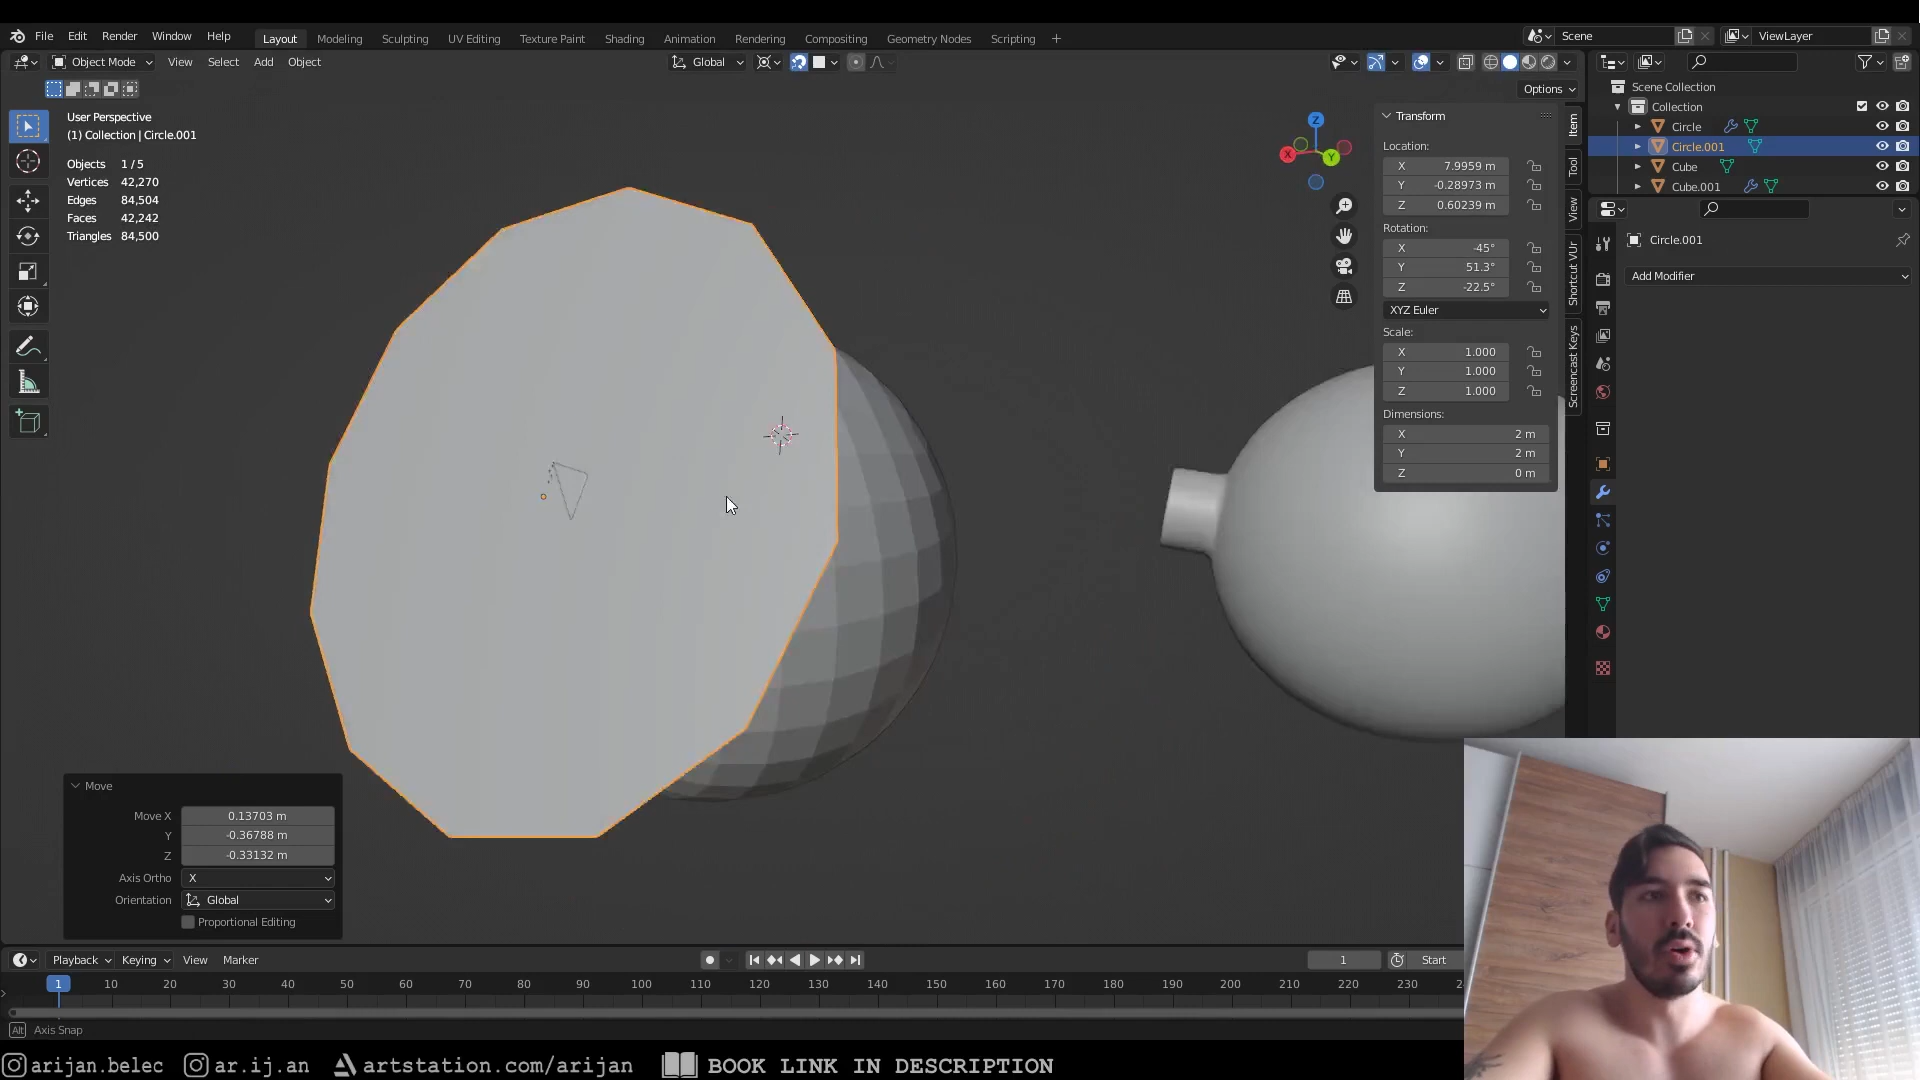 File Edit Render Window Help Layout Modeling Sculpting UV Editing Texture Paint Shading Animation Rendering Compositing Geometry Nodes Scripting + Scene ViewLayer
Object Mode View Select Add Object Global
Options
User Perspective
(1) Collection | Circle.001
Objects 1 / 5
Vertices 42,270
Edges 84,504
Faces 42,242
Triangles 84,500
Z
X
Y
Transform
Location:
X 7.9959 m
Y -0.28973 m
Z 0.60239 m
Rotation:
X -45°
Y 51.3°
Z -22.5°
XYZ Euler
Scale:
X 1.000
Y 1.000
Z 1.000
Dimensions:
X 2 m
Y 2 m
Z 0 m
Item
Tool
View
Shortcut VUr
Screencast Keys
Scene Collection
Collection
Circle
Circle.001
Cube
Cube.001
Circle.001
Add Modifier
Move
Move X 0.13703 m
Y -0.36788 m
Z -0.33132 m
Axis Ortho X
Orientation Global
Proportional Editing
Playback Keying View Marker 1 Start
1 10 20 30 40 50 60 70 80 90 100 110 120 130 140 150 160 170 180 190 200 210 220 230
Alt Axis Snap
arijan.belec ar.ij.an artstation.com/arijan BOOK LINK IN DESCRIPTION